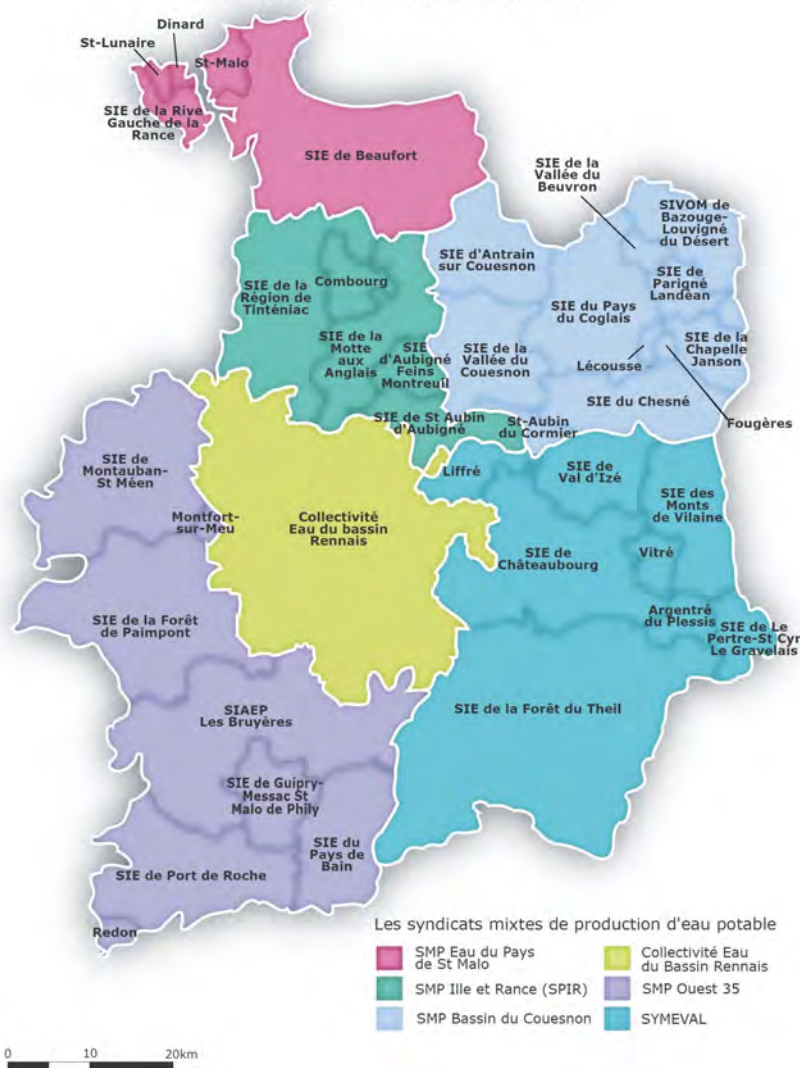 Dinard
St-Lunaire
St-Malo
SIE de la Rive
Gauche de la
Rance
SIE de Beaufort
SIE de la
Vallée du
Beuvron
SIVOM de
Bazouge-
Louvigné
du Désert
SIE d'Antrain
sur Couesnon
SIE de
Parigné
Landéan
SIE de la
Région de
Tinténiac
Combourg
SIE du Pays
du Coglais
SIE de la
Motte
aux
Anglais
SIE
d'Aubigné
Feins
Montreuil
SIE de la
Vallée du
Couesnon
SIE de la
Chapelle
Janson
Lécousse
SIE du Chesné
Fougères
SIE de St Aubin
d'Aubigné
St-Aubin
du Cormier
SIE de
Montauban-
St Méen
Liffré
SIE de
Val d'Izé
SIE des
Monts
de Vilaine
Montfort-
sur-Meu
Collectivité
Eau du bassin
Rennais
SIE de
Châteaubourg
Vitré
SIE de la Forêt
de Paimpont
Argentré
du Plessis
SIE de Le
Pertre-St Cyr
Le Gravelais
SIAEP
Les Bruyères
SIE de la Forêt du Theil
SIE de Guipry-
Messac St
Malo de Phily
SIE du
Pays de
Bain
SIE de Port de Roche
Redon
Les syndicats mixtes de production d'eau potable
SMP Eau du Pays
de St Malo
SMP Ille et Rance (SPIR)
SMP Bassin du Couesnon
Collectivité Eau
du Bassin Rennais
SMP Ouest 35
SYMEVAL
0 10 20km